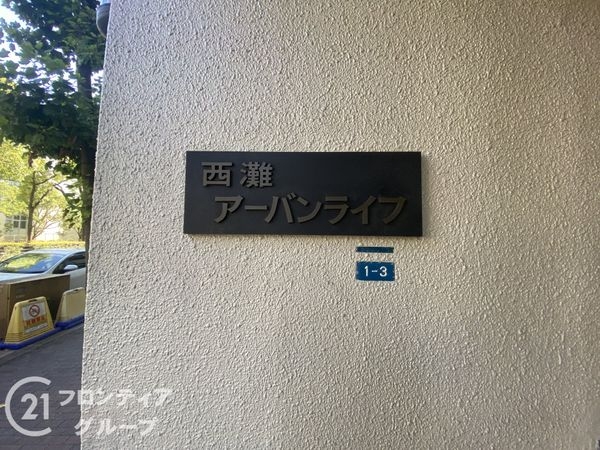 西灘
アーバンライフ
1-3
21 フロンティア
グループ